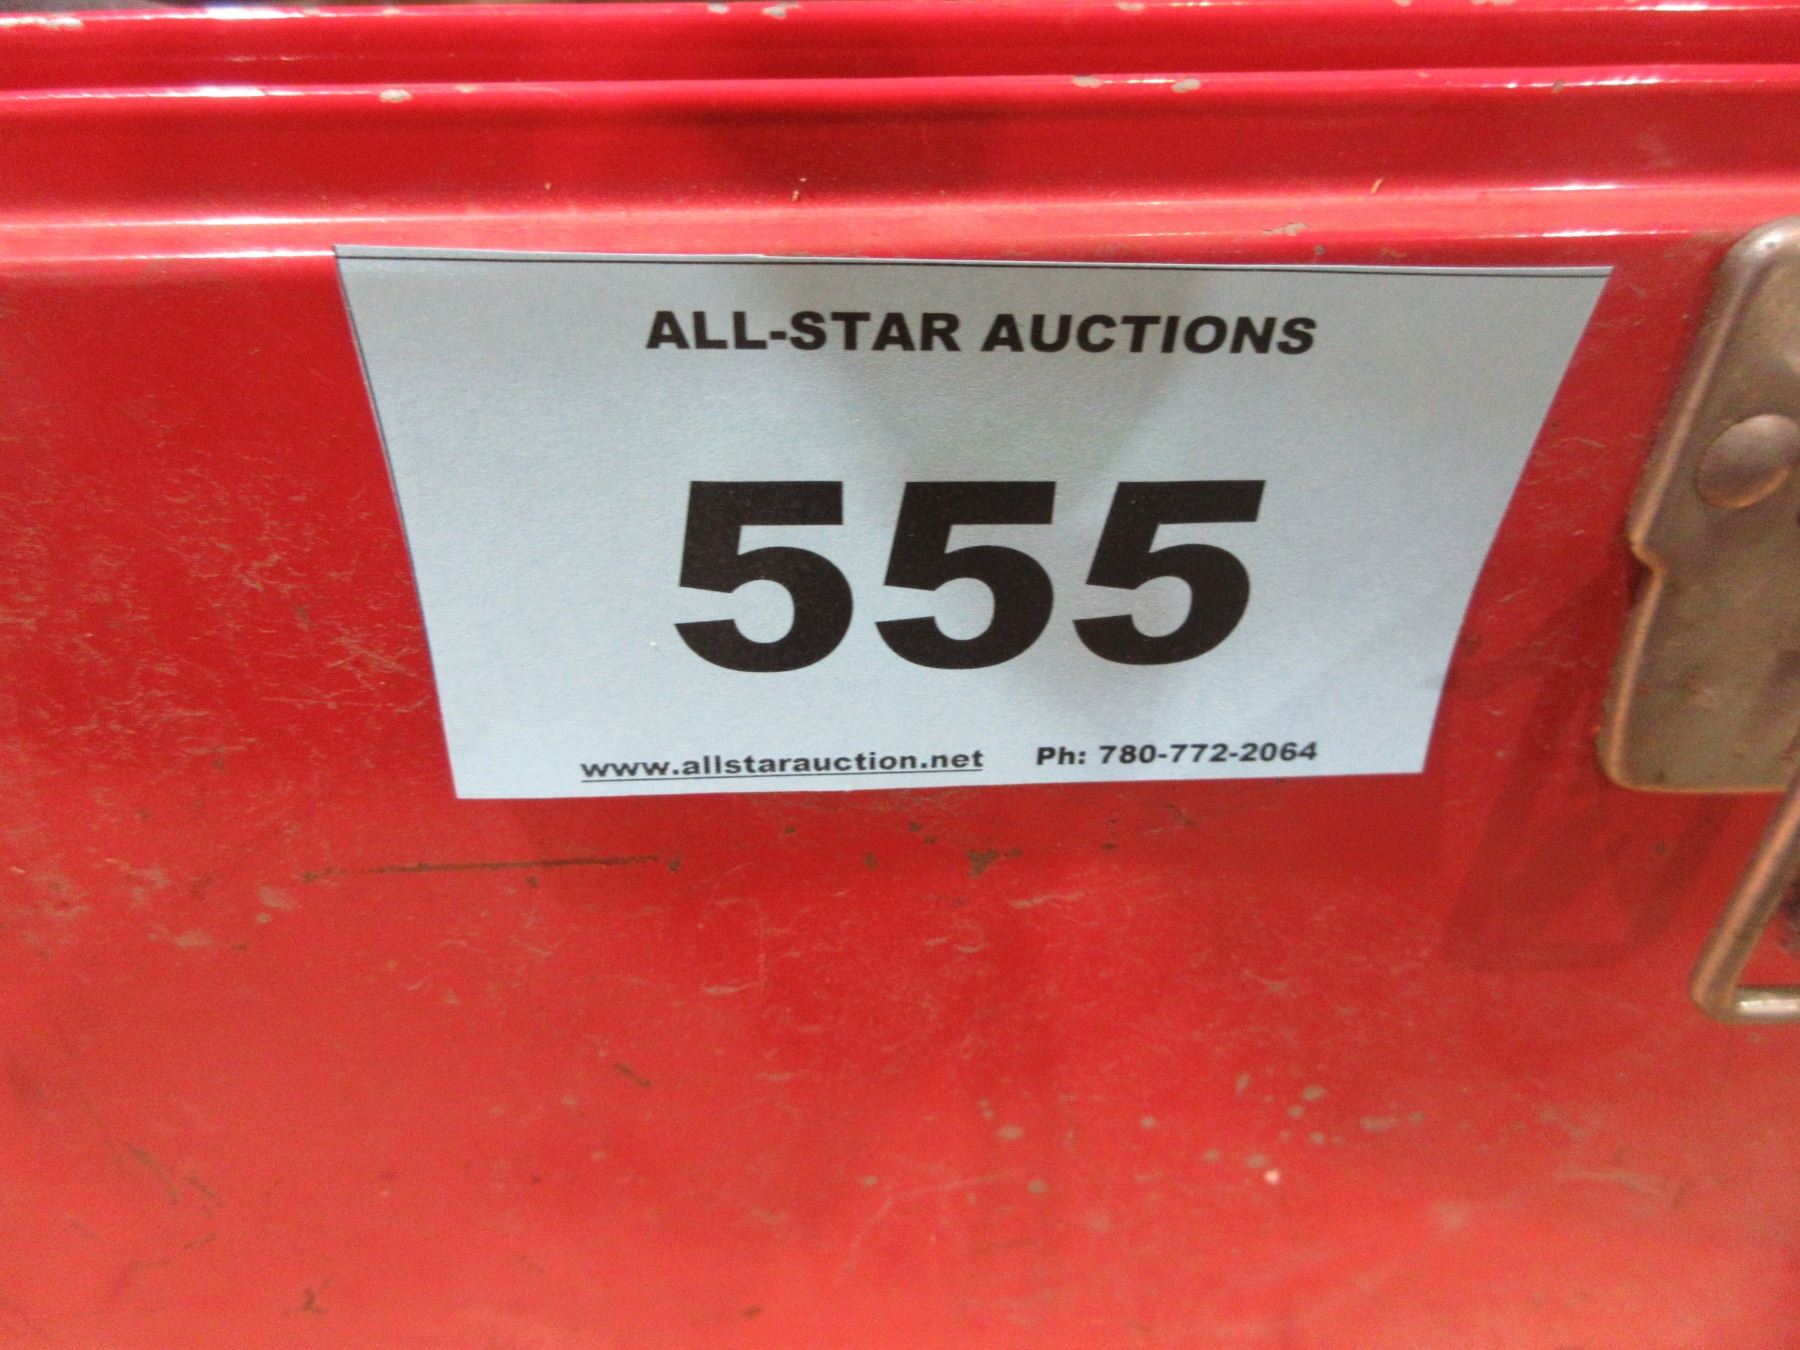 ALL-STAR AUCTIONS
555
www.allstarauction.net Ph: 780-772-2064